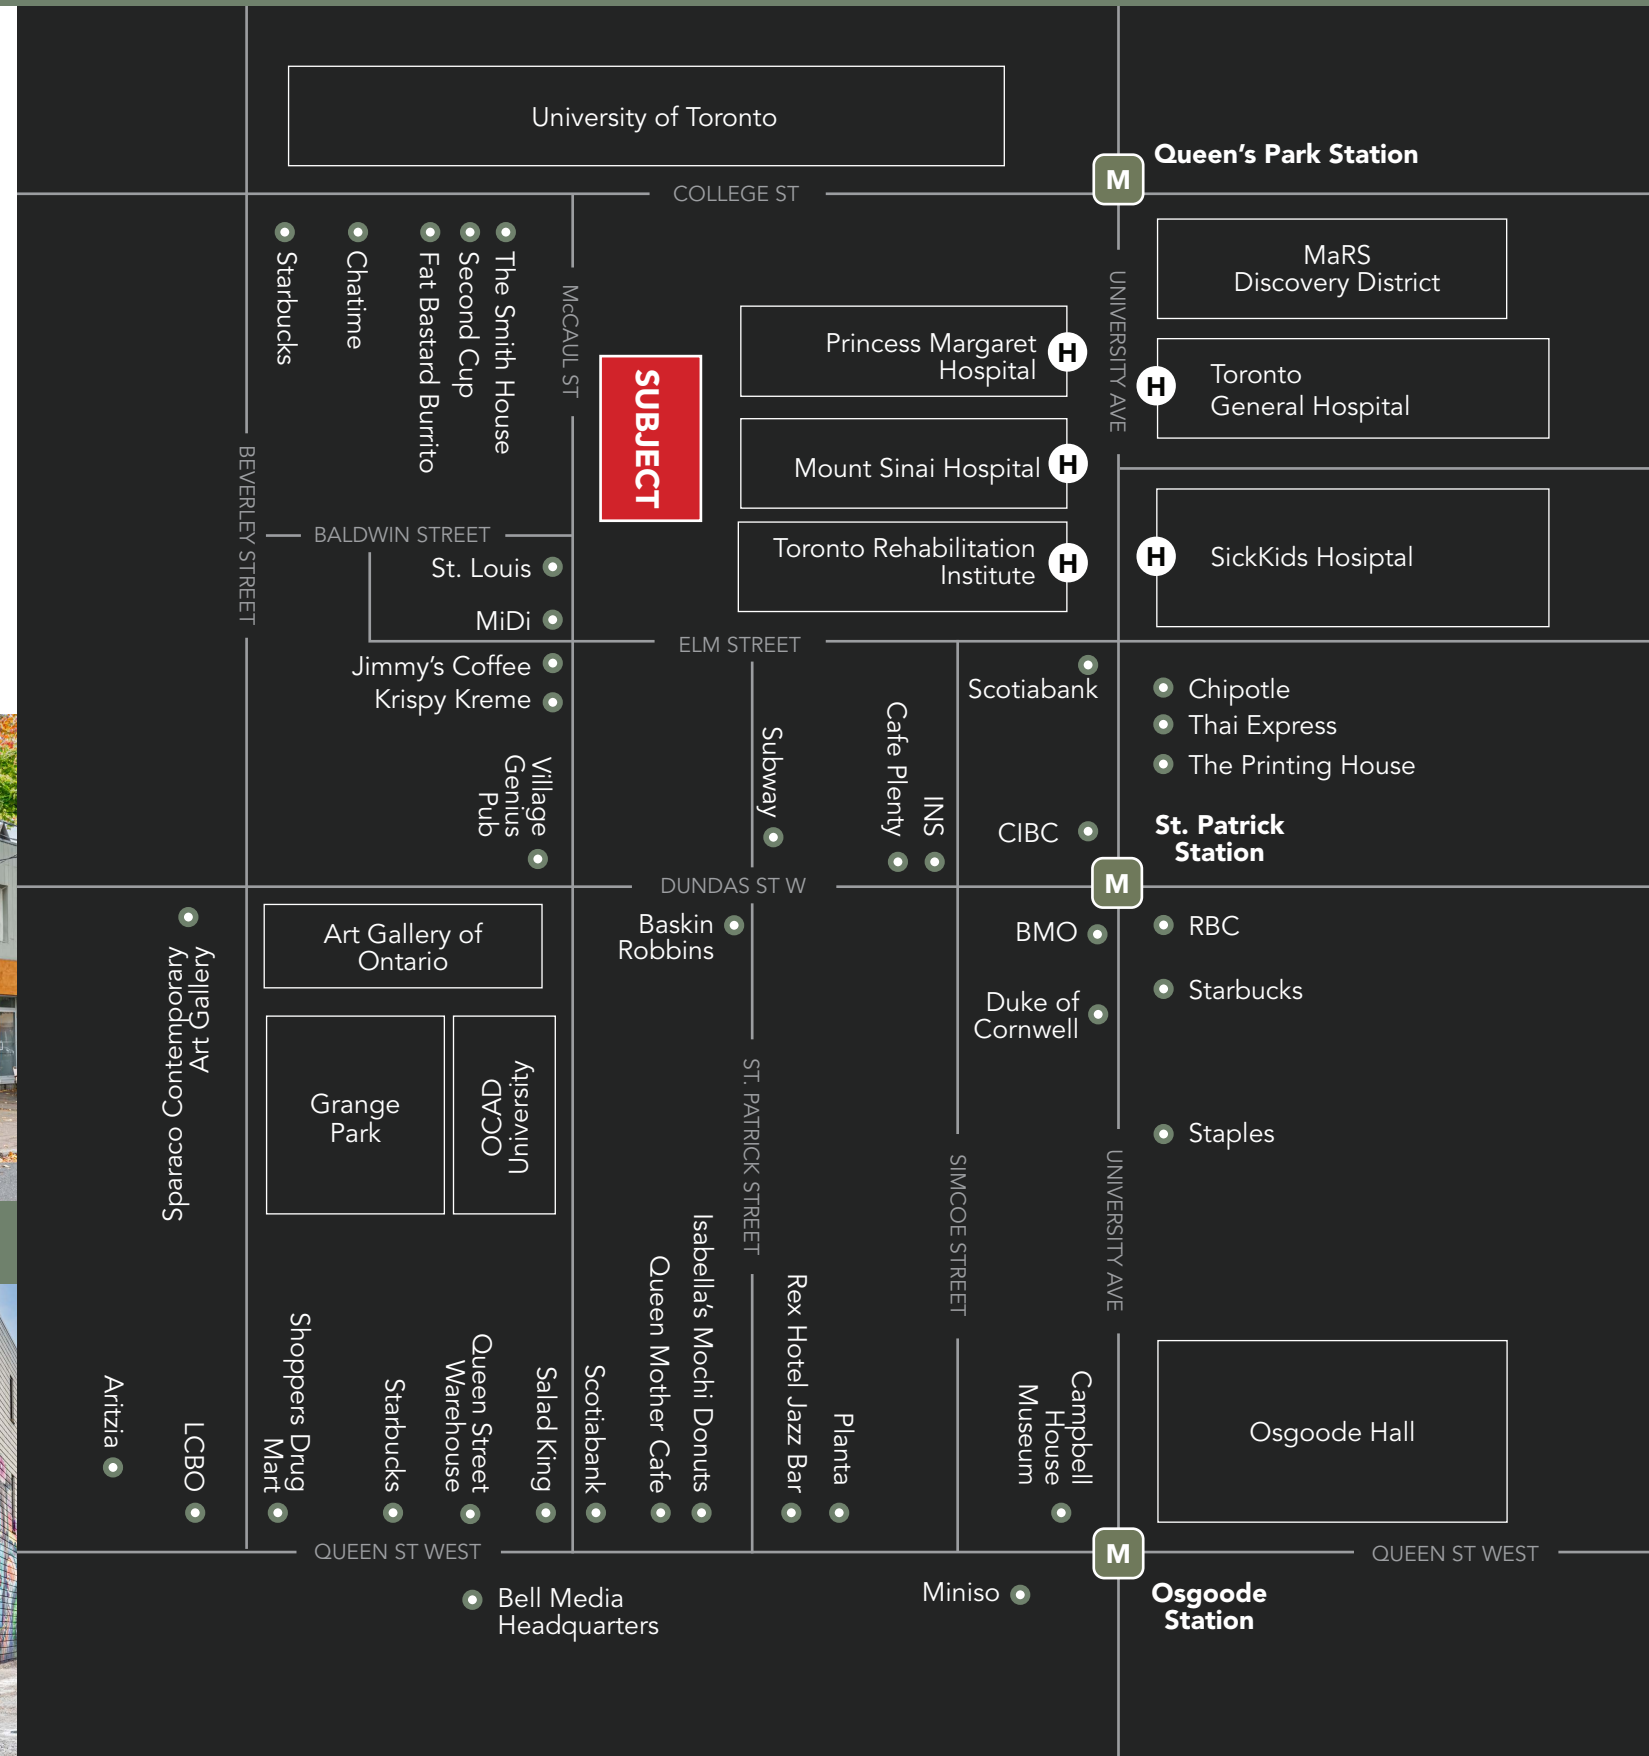 University of Toronto
Queen's Park Station
M
COLLEGE ST
Starbucks
Chatime
Fat Bastard Burrito
Second Cup
The Smith House
McCAUL ST
UNIVERSITY AVE
MaRS
Discovery District
SUBJECT
Princess Margaret
Hospital
H
H
Toronto
General Hospital
Mount Sinai Hospital
H
BEVERLEY STREET
BALDWIN STREET
Toronto Rehabilitation
Institute
H
H
SickKids Hosiptal
St. Louis
MiDi
ELM STREET
Jimmy's Coffee
Krispy Kreme
Scotiabank
Chipotle
Thai Express
The Printing House
Village
Genius
Pub
Subway
Cafe Plenty
INS
CIBC
St. Patrick
Station
M
DUNDAS ST W
Sparaco Contemporary
Art Gallery
Art Gallery of
Ontario
Baskin
Robbins
BMO
RBC
Duke of
Cornwell
Starbucks
Grange
Park
OCAD
University
ST. PATRICK STREET
SIMCOE STREET
UNIVERSITY AVE
Staples
Aritzia
LCBO
Shoppers Drug
Mart
Starbucks
Queen Street
Warehouse
Salad King
Scotiabank
Queen Mother Cafe
Isabella's Mochi Donuts
Rex Hotel Jazz Bar
Planta
Campbell
House
Museum
Osgoode Hall
QUEEN ST WEST
M
QUEEN ST WEST
Bell Media
Headquarters
Miniso
Osgoode
Station